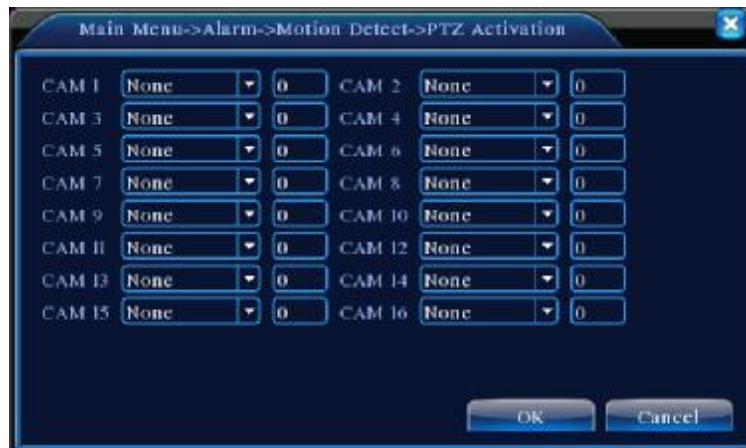 Main Menu->Alarm->Motion Detect->PTZ Activation
CAM 1 None 0 CAM 2 None 0
CAM 3 None 0 CAM 4 None 0
CAM 5 None 0 CAM 6 None 0
CAM 7 None 0 CAM 8 None 0
CAM 9 None 0 CAM 10 None 0
CAM 11 None 0 CAM 12 None 0
CAM 13 None 0 CAM 14 None 0
CAM 15 None 0 CAM 16 None 0
OK Cancel